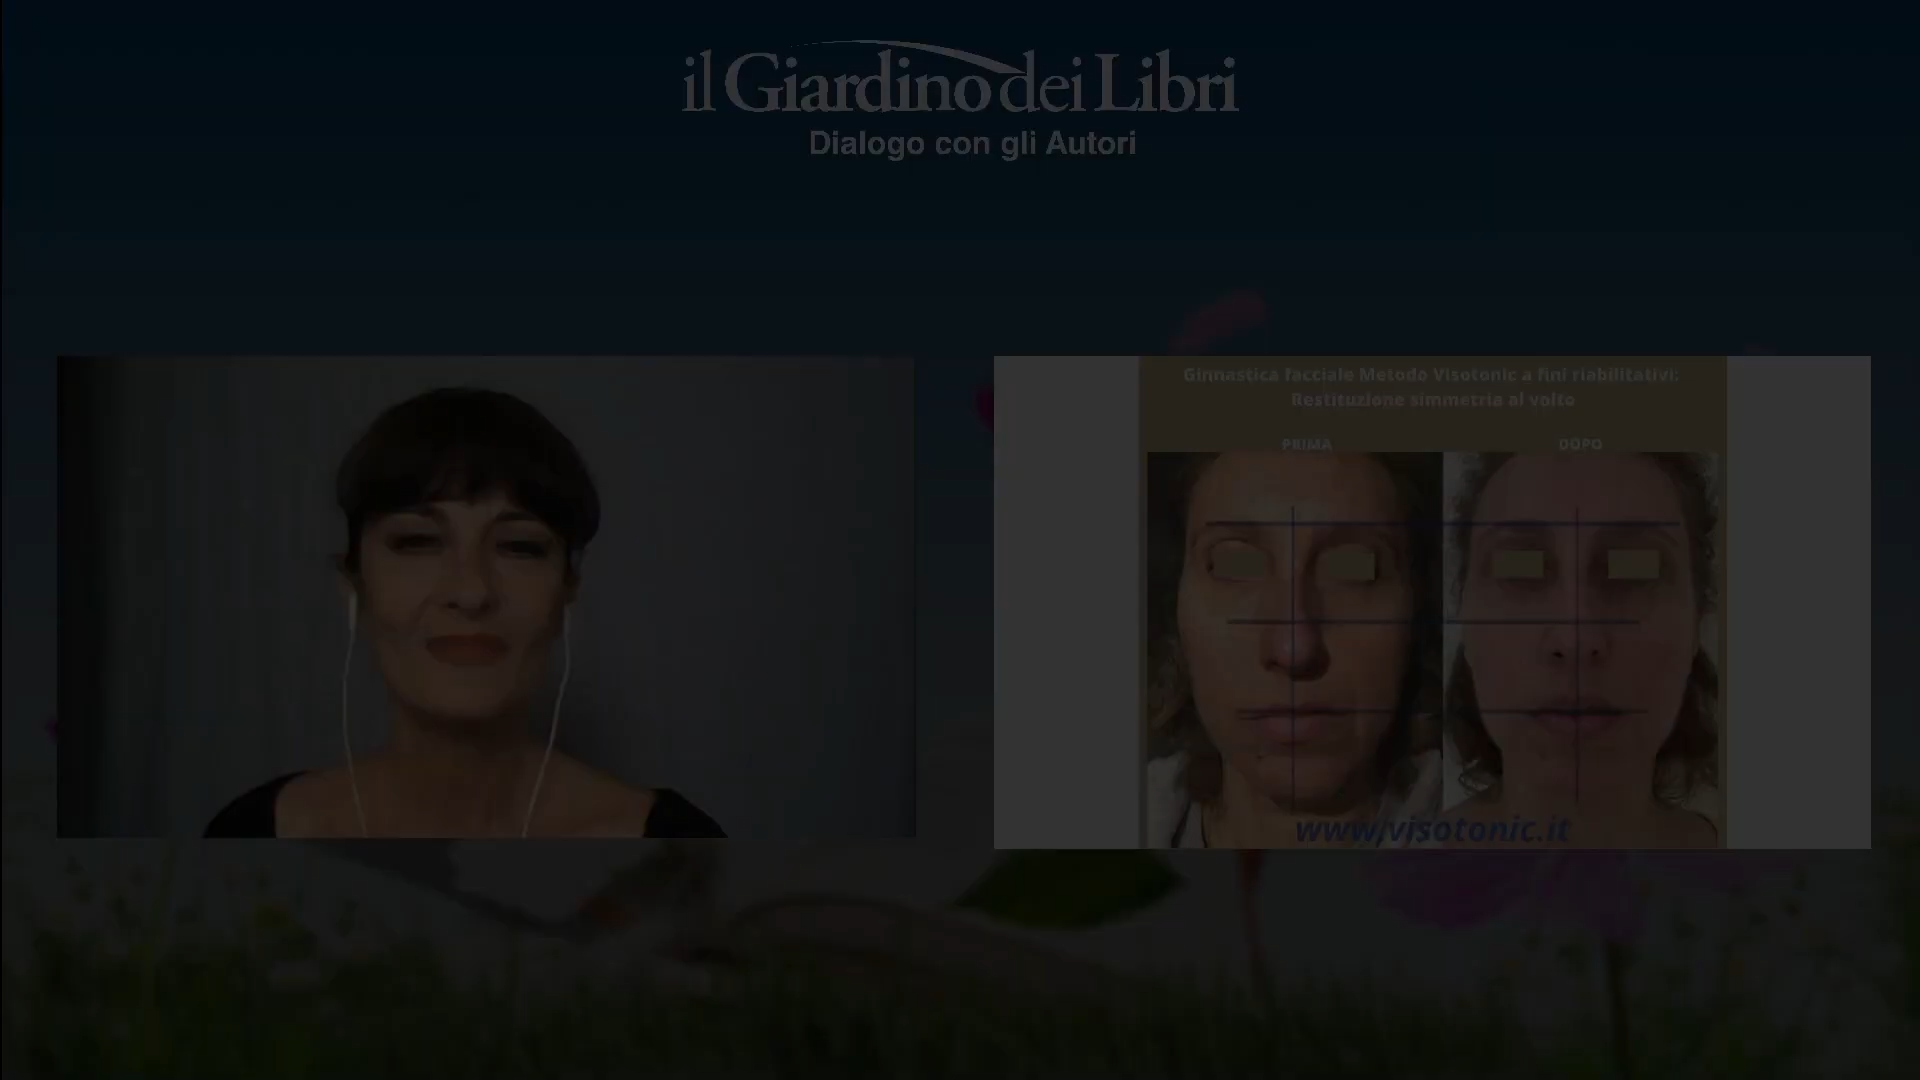 il Giardino dei Libri
Dialogo con gli Autori
Ginnastica facciale Metodo Visotonic a fini riabilitativi:
Restituzione simmetria al volto
PRIMA DOPO
www.visotonic.it